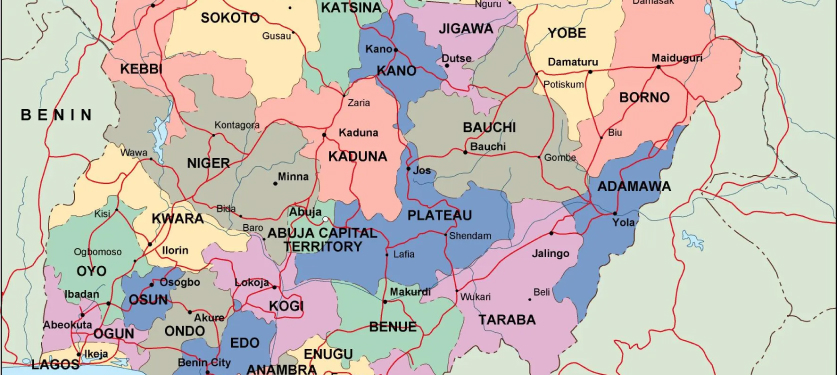 Nguru
Damasak
KATSINA
SOKOTO
JIGAWA
YOBE
Gusau
Kano
Dutse
Damaturu
Maiduguri
KEBBI
KANO
Potiskum
BORNO
Zaria
BENIN
Kontagora
Kaduna
BAUCHI
Biu
Wawa
NIGER
KADUNA
Bauchi
Gombe
Minna
Jos
ADAMAWA
Kisi
KWARA
Bida
Abuja
PLATEAU
Yola
Baro
ABUJA CAPITAL
TERRITORY
Shendam
Ogbomoso
Ilorin
Lafia
Jalingo
OYO
Osogbo
Lokoja
Makurdi
Wukari
Beli
Ibadan
OSUN
KOGI
Abeokuta
Akure
TARABA
OGUN
ONDO
BENUE
EDO
Ikeja
ENUGU
LAGOS
Benin City
ANAMBRA